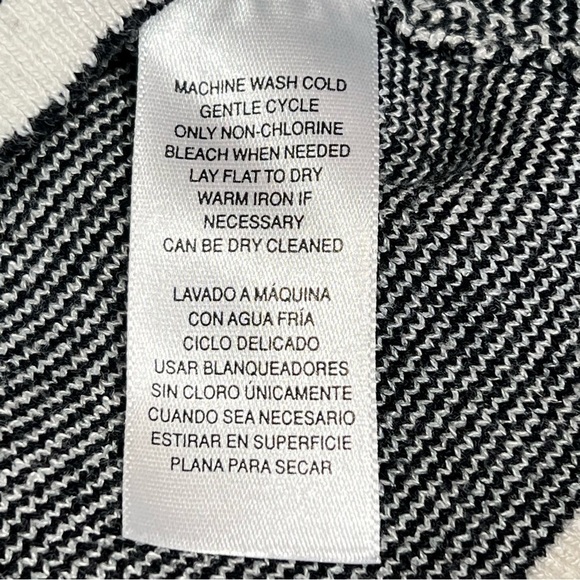 MACHINE WASH COLD
GENTLE CYCLE
ONLY NON-CHLORINE
BLEACH WHEN NEEDED
LAY FLAT TO DRY
WARM IRON IF
NECESSARY
CAN BE DRY CLEANED
LAVADO A MÁQUINA
CON AGUA FRÍA
CICLO DELICADO
USAR BLANQUEADORES
SIN CLORO ÚNICAMENTE
CUANDO SEA NECESARIO
ESTIRAR EN SUPERFICIE
PLANA PARA SECAR